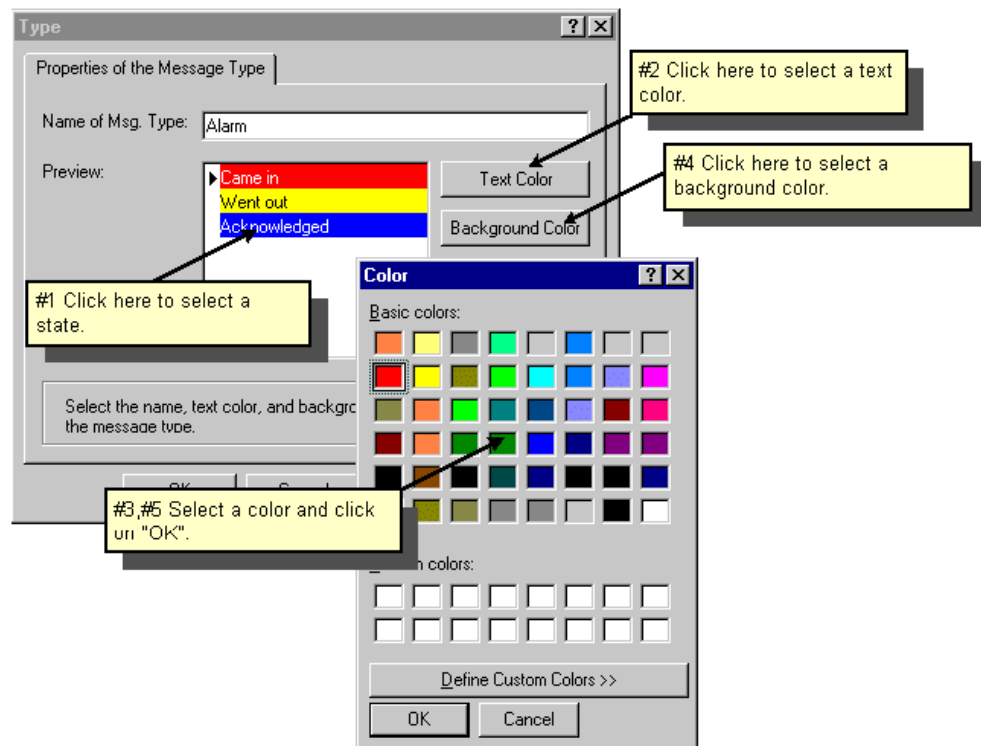 Type
Properties of the Message Type
#2 Click here to select a text
color.
Name of Msg. Type:
Alarm
#4 Click here to select a
background color.
Preview:
Came in
Went out
Acknowledged
Text Color
Background Color
#1 Click here to select a
state.
Color
Basic colors:
Select the name, text color, and backgro
the message type.
#3,#5 Select a color and click
on "OK".
colors:
Define Custom Colors >>
OK
Cancel